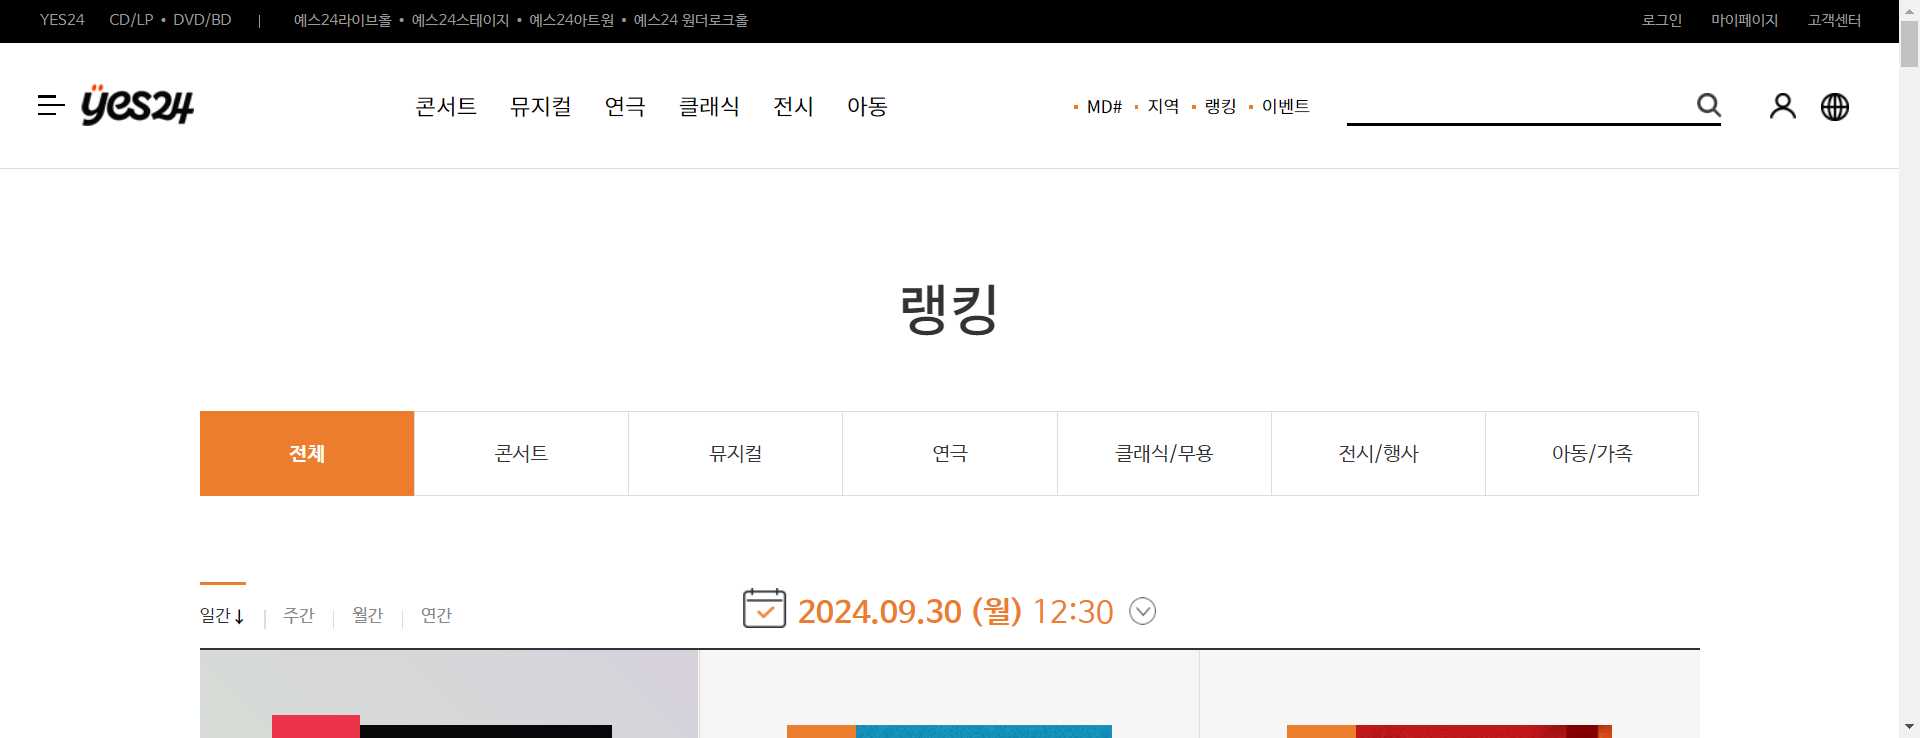 YES24 CD/LP • DVD/BD | 예스24라이브홀 • 예스24스테이지 • 예스24아트원 • 예스24 원더로크홀 로그인 마이페이지 고객센터
yes24 콘서트 뮤지컬 연극 클래식 전시 아동 MD# 지역 랭킹 이벤트
랭킹
전체 콘서트 뮤지컬 연극 클래식/무용 전시/행사 아동/가족
일간↓ 주간 월간 연간 2024.09.30 (월) 12:30